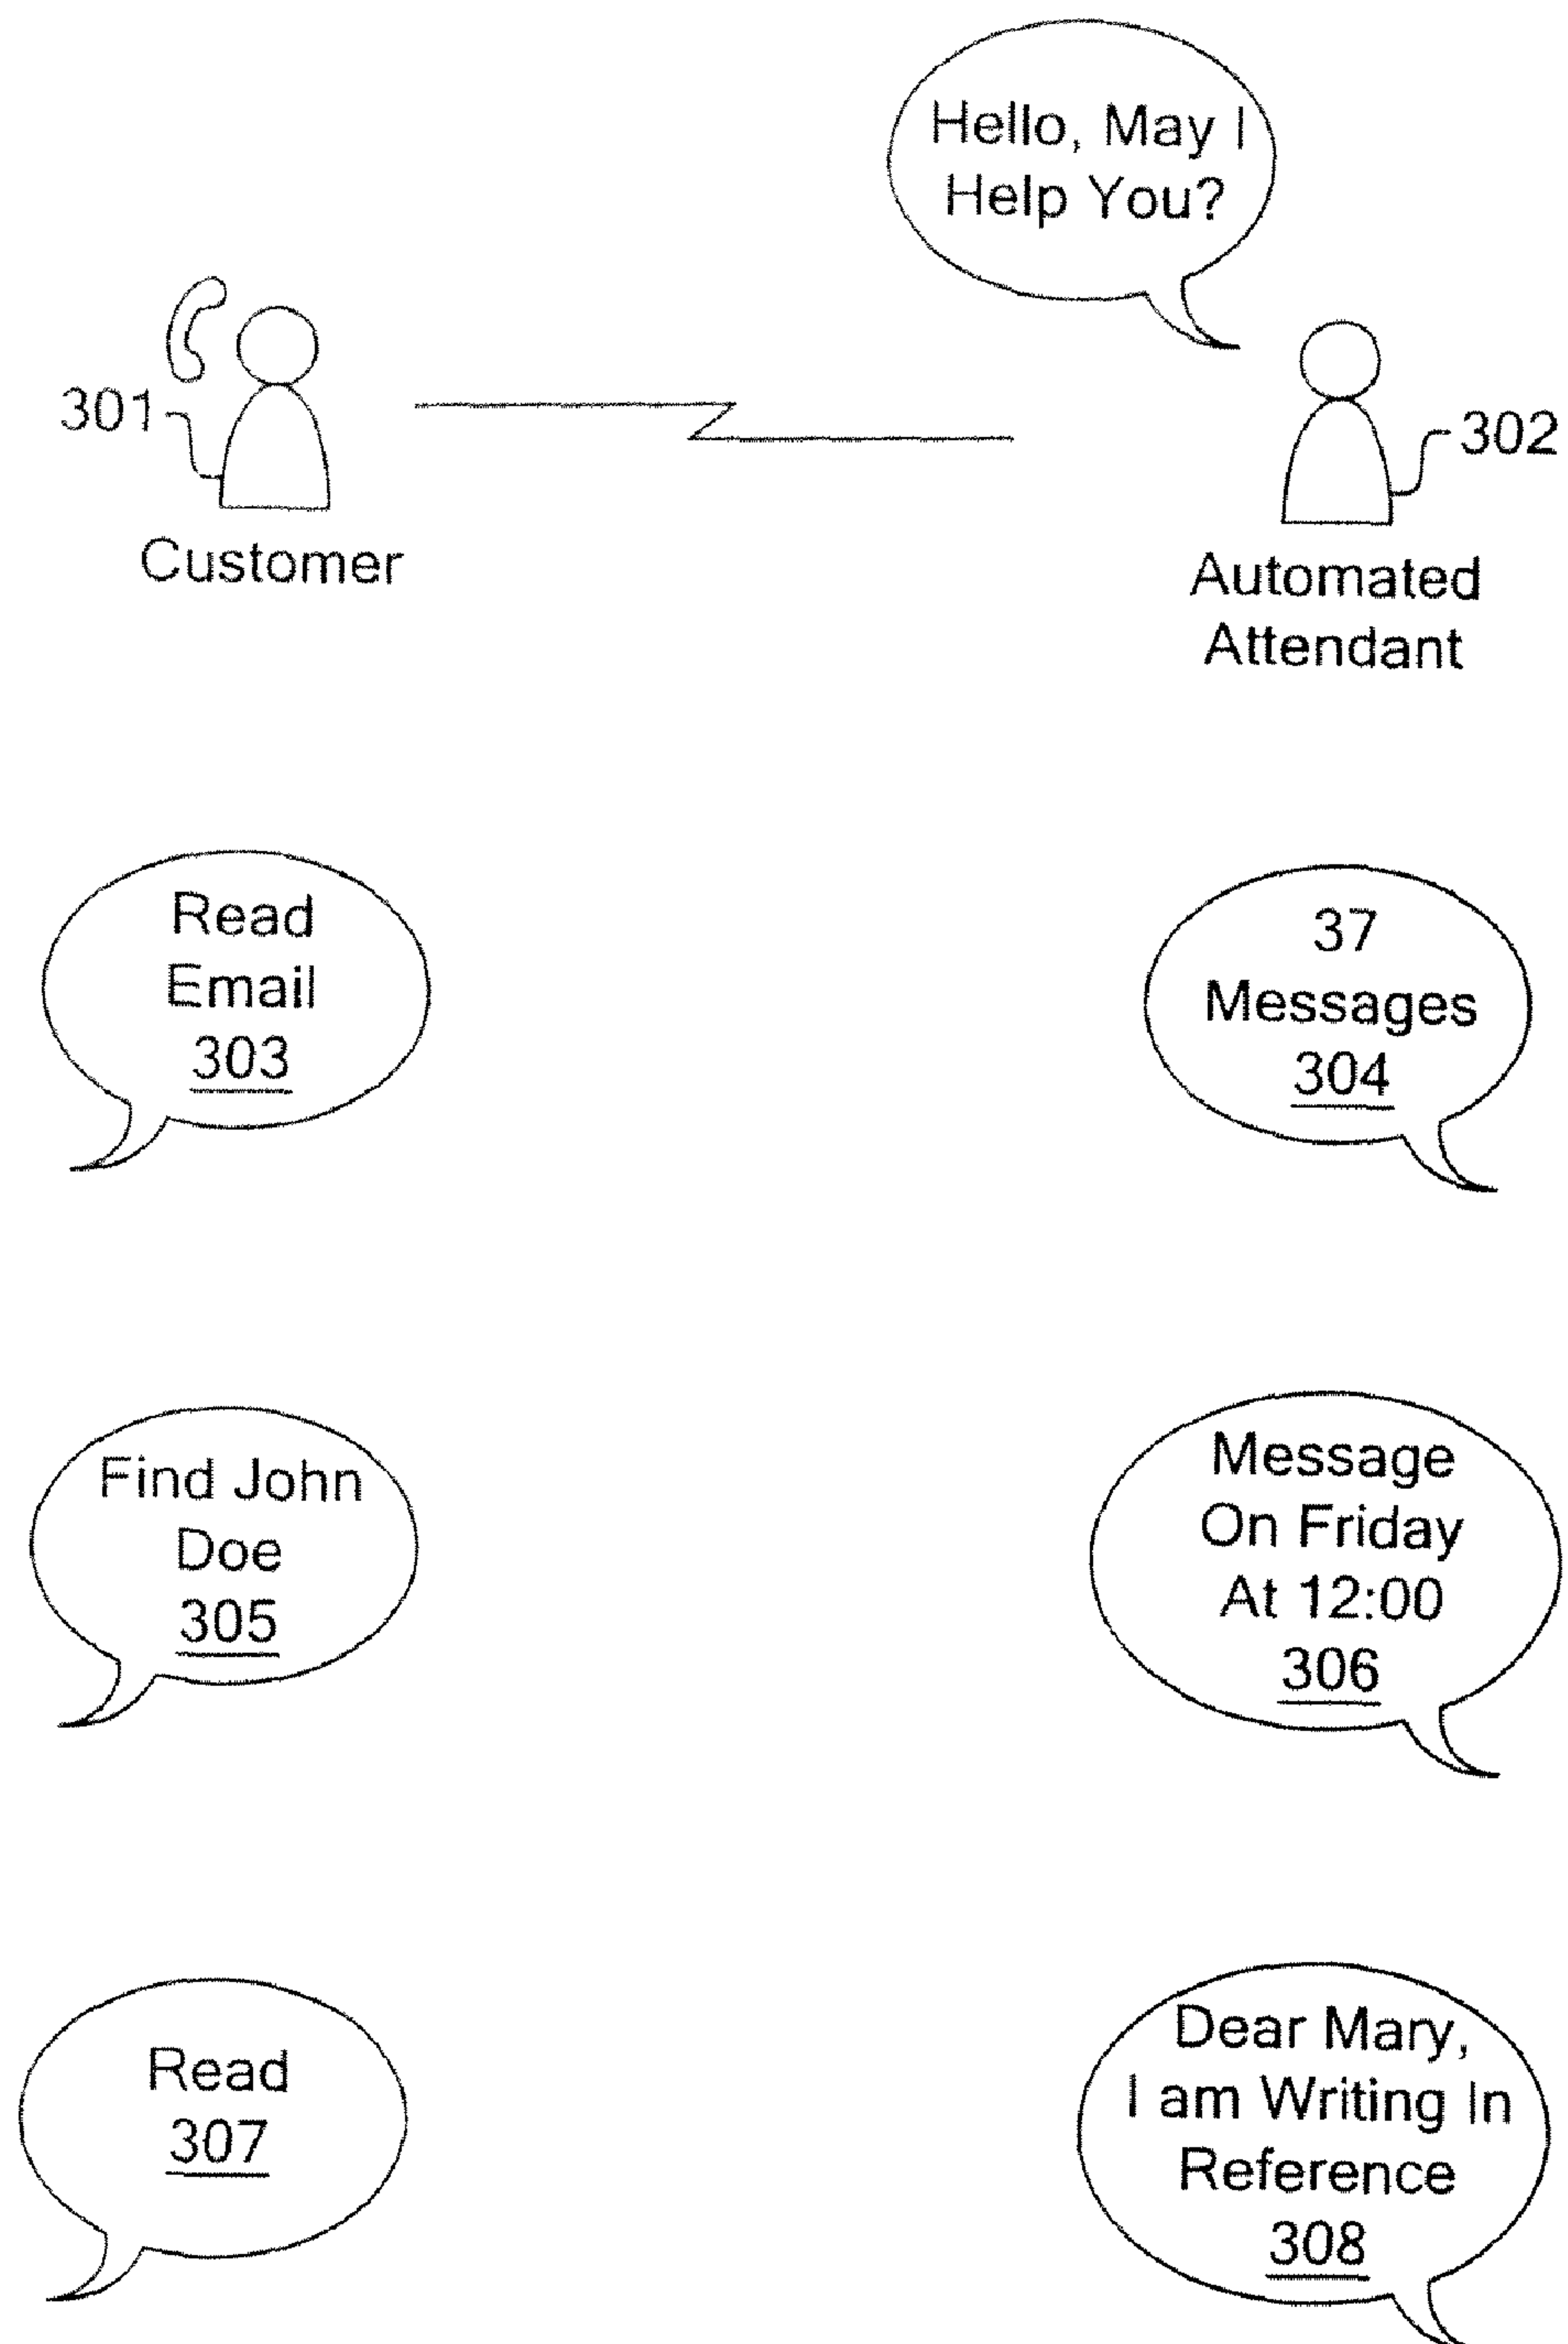 Hello, May I
Help You?
301
302
Customer
Automated
Attendant
Read
Email
303
37
Messages
304
Find John
Doe
305
Message
On Friday
At 12:00
306
Read
307
Dear Mary,
I am Writing In
Reference
308